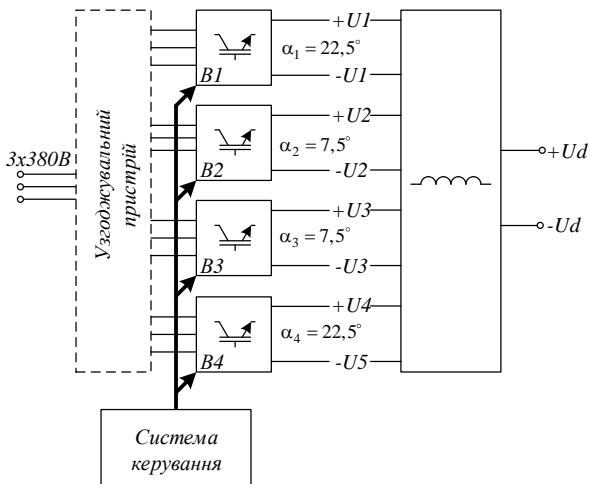 3x380В
Узгоджувальний
пристрій
B1
+U1
α₁ = 22,5°
-U1
B2
+U2
α₂ = 7,5°
-U2
B3
+U3
α₃ = 7,5°
-U3
B4
+U4
α₄ = 22,5°
-U5
+Ud
-Ud
Система
керування